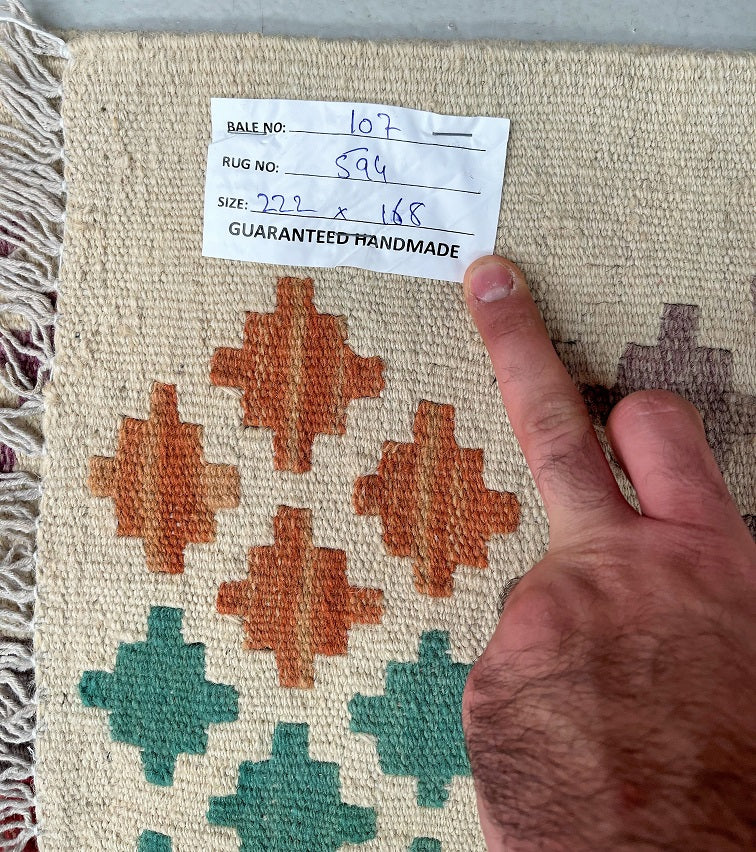 BALE NO: 107
RUG NO: 594
SIZE: 222 x 168
GUARANTEED HANDMADE